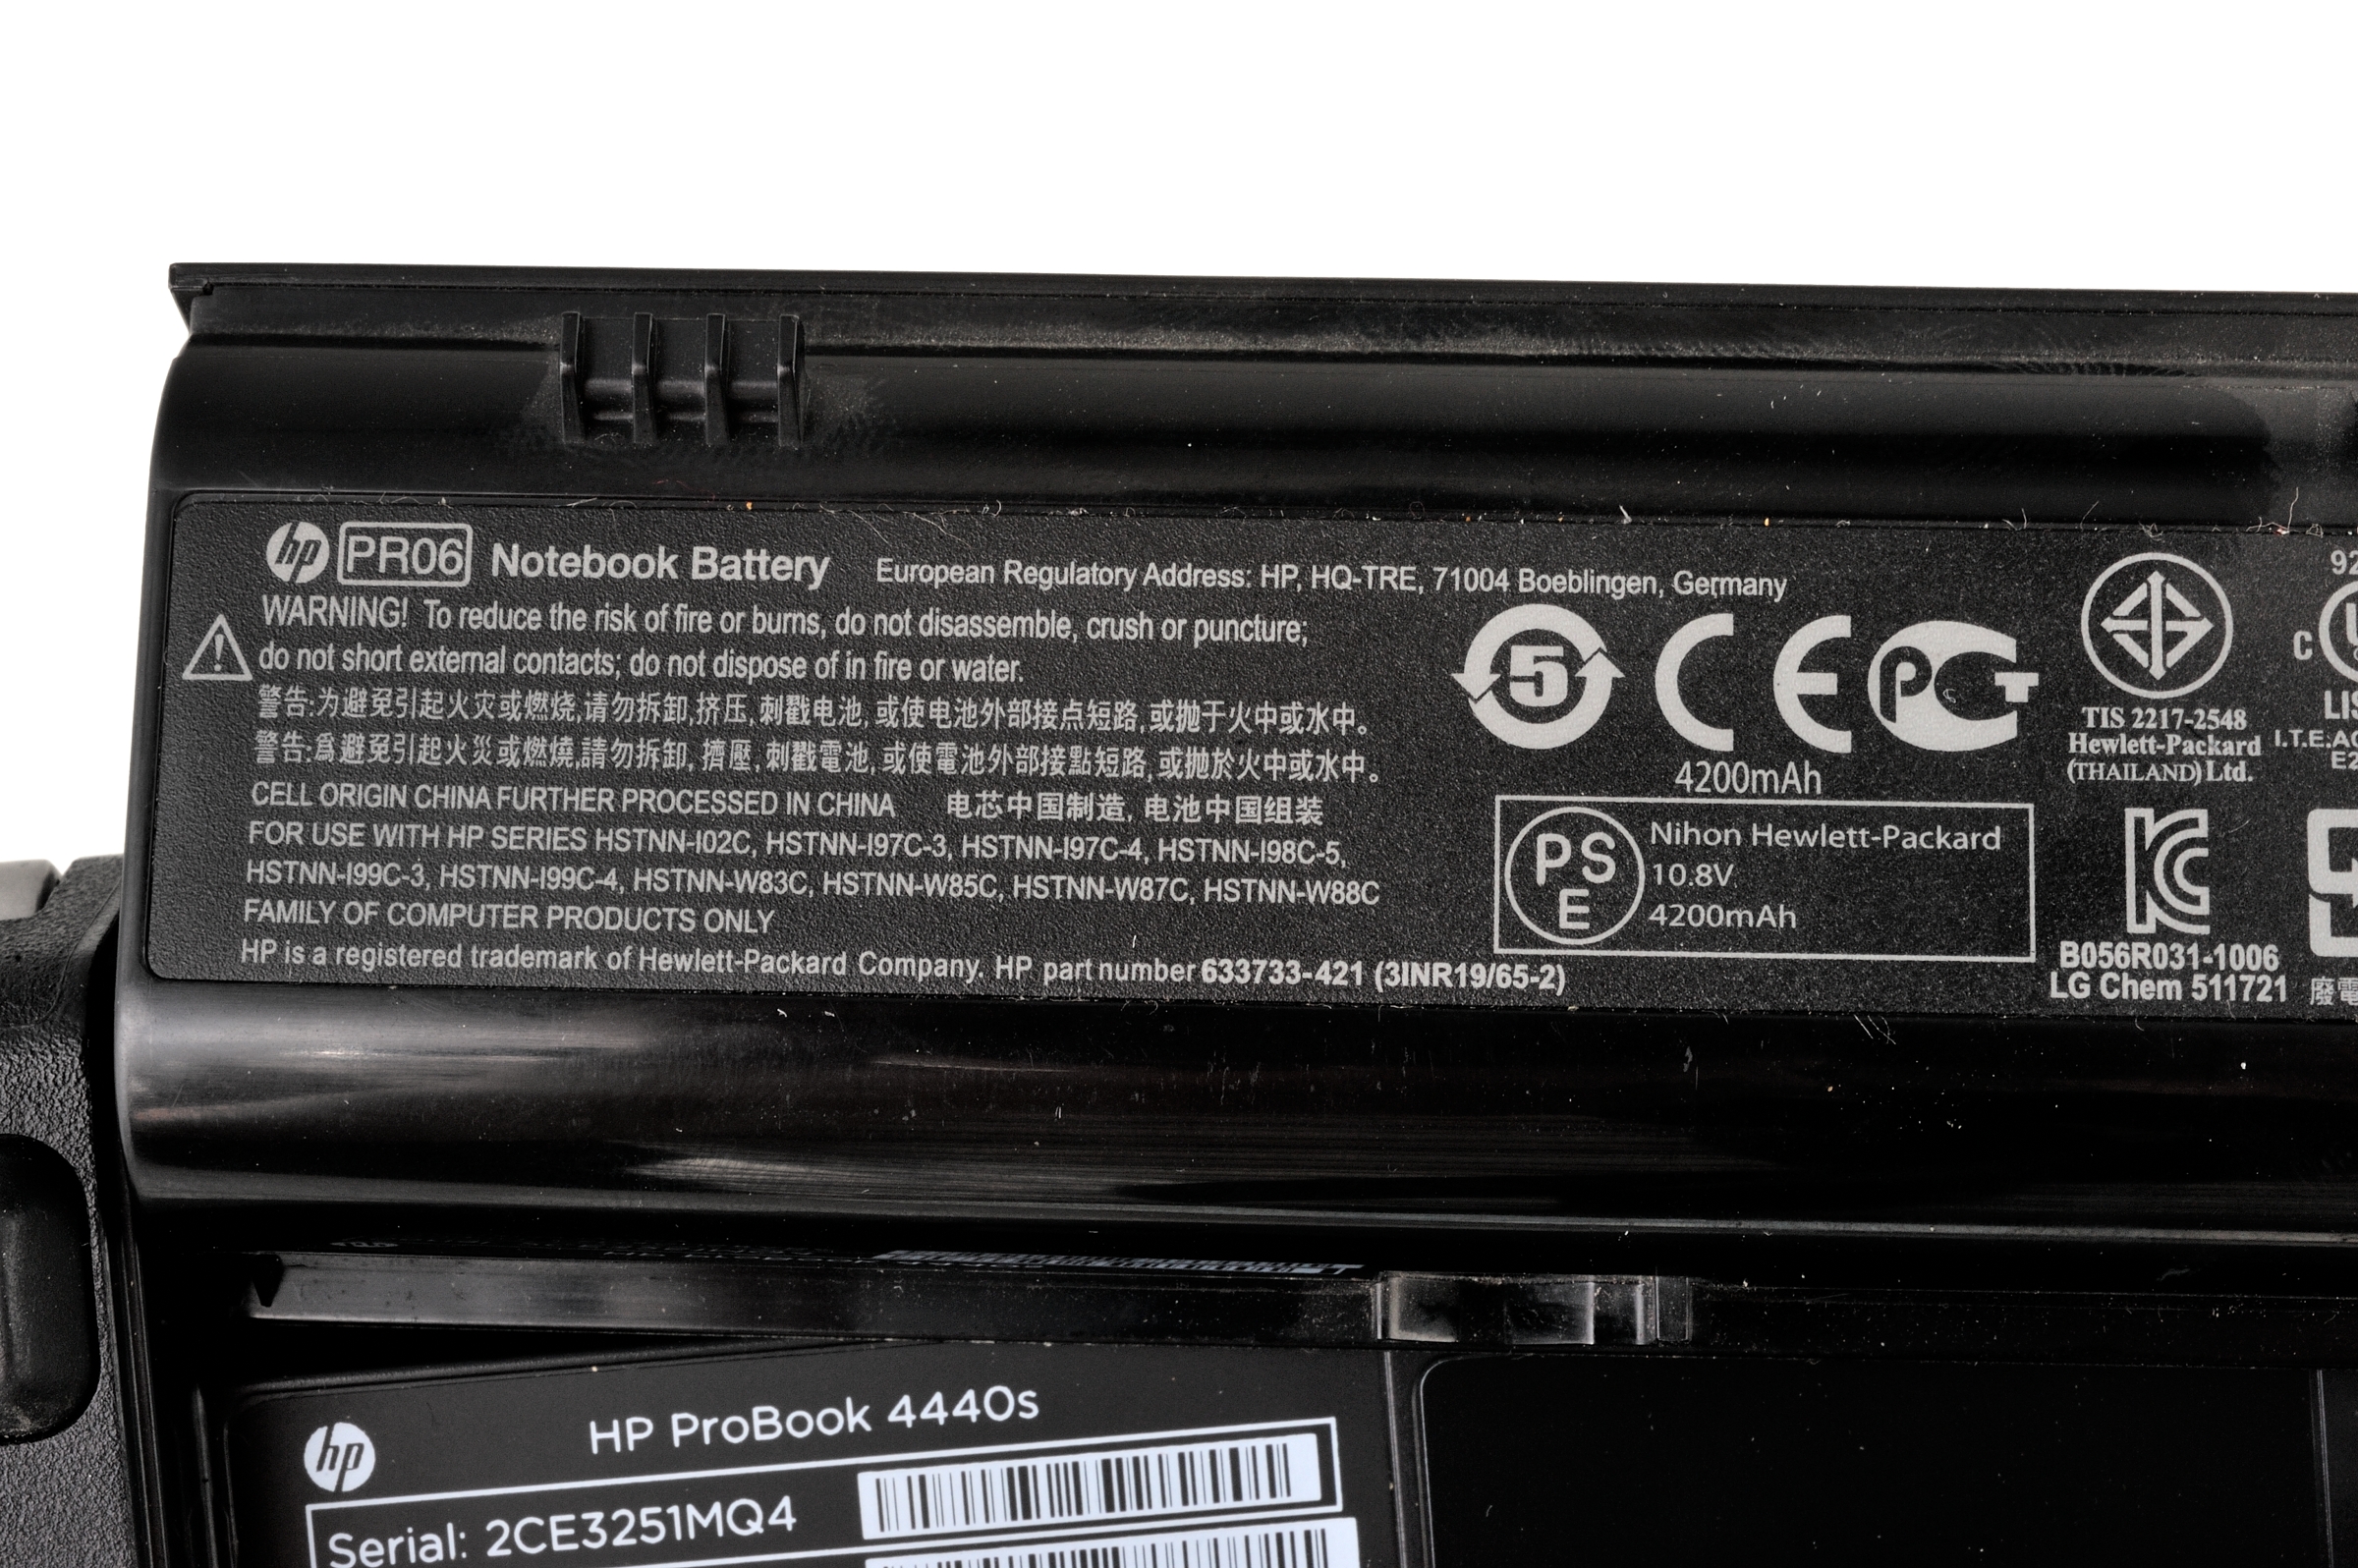 hp PR06 Notebook Battery European Regulatory Address: HP, HQ-TRE, 71004 Boeblingen, Germany
WARNING! To reduce the risk of fire or burns, do not disassemble, crush or puncture;
do not short external contacts; do not dispose of in fire or water.
警告:为避免引起火灾或燃烧,请勿拆卸,挤压,刺戳电池,或使电池外部接点短路,或抛于火中或水中。
警告:爲避免引起火災或燃燒,請勿拆卸,擠壓,刺戳電池,或使電池外部接點短路,或抛於火中或水中。
CELL ORIGIN CHINA FURTHER PROCESSED IN CHINA 电芯中国制造, 电池中国组装
FOR USE WITH HP SERIES HSTNN-I02C, HSTNN-I97C-3, HSTNN-I97C-4, HSTNN-I98C-5,
HSTNN-I99C-3, HSTNN-I99C-4, HSTNN-W83C, HSTNN-W85C, HSTNN-W87C, HSTNN-W88C
FAMILY OF COMPUTER PRODUCTS ONLY
HP is a registered trademark of Hewlett-Packard Company. HP part number 633733-421 (3INR19/65-2)
5 CE PCT
4200mAh
PS
E
Nihon Hewlett-Packard
10.8V
4200mAh
TIS 2217-2548
Hewlett-Packard
(THAILAND) Ltd.
B056R031-1006
LG Chem 511721
92
C
LIS
I.T.E.AC
E2
廢電
hp HP ProBook 4440s
Serial: 2CE3251MQ4